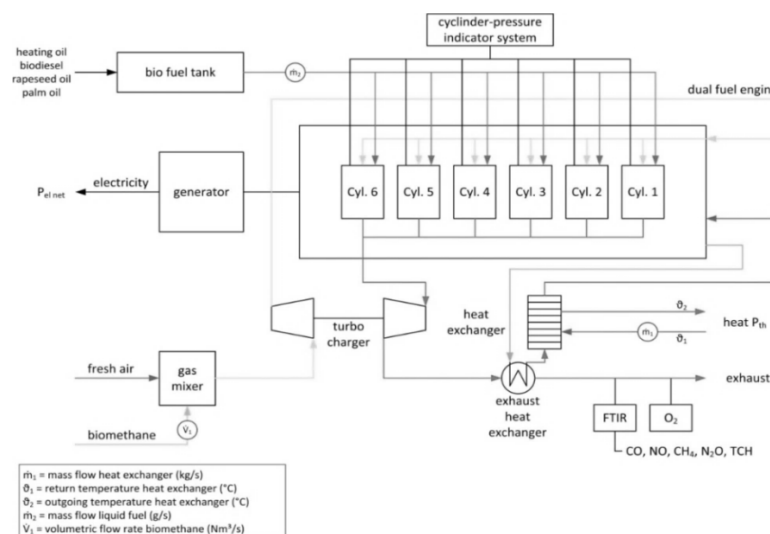 cyclinder-pressure
indicator system
heating oil
biodiesel
rapeseed oil
palm oil
bio fuel tank
ṁ₂
dual fuel engin
P el net
electricity
generator
Cyl. 6
Cyl. 5
Cyl. 4
Cyl. 3
Cyl. 2
Cyl. 1
turbo
charger
heat
exchanger
ϑ₂
heat P th
ṁ₁
ϑ₁
fresh air
gas
mixer
exhaust
exhaust
heat
exchanger
FTIR
O₂
biomethane
V̇₁
CO, NO, CH₄, N₂O, TCH
ṁ₁ = mass flow heat exchanger (kg/s)
ϑ₁ = return temperature heat exchanger (°C)
ϑ₂ = outgoing temperature heat exchanger (°C)
ṁ₂ = mass flow liquid fuel (g/s)
V̇₁ = volumetric flow rate biomethane (Nm³/s)